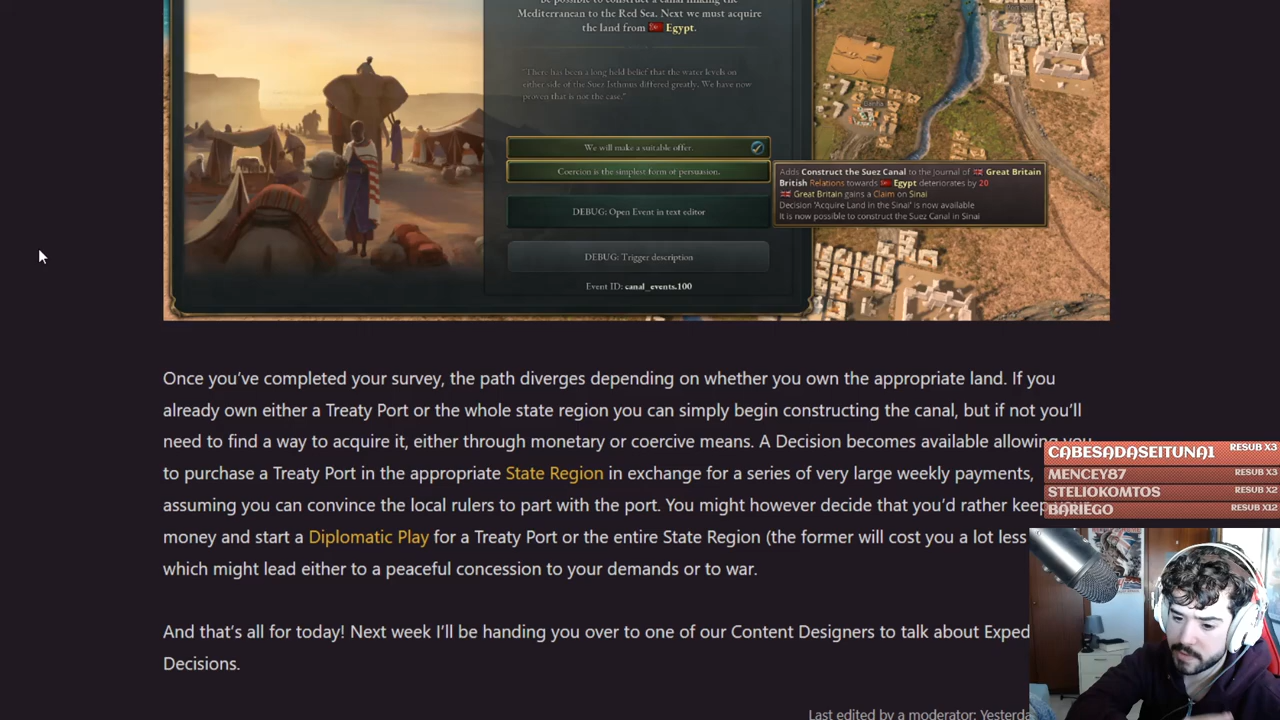 be possible to construct a canal linking the
Mediterranean to the Red Sea. Next we must acquire
the land from Egypt.
"There has been a long held belief that the water levels on
either side of the Suez Isthmus differed greatly. We have now
proven that is not the case."
We will make a suitable offer.
Coercion is the simplest form of persuasion.
Adds Construct the Suez Canal to the Journal of Great Britain
British Relations towards Egypt deteriorates by 20
Great Britain gains a Claim on Sinai
Decision 'Acquire Land in the Sinai' is now available
It is now possible to construct the Suez Canal in Sinai
DEBUG: Open Event in text editor
DEBUG: Trigger description
Event ID: canal_events.100
Once you've completed your survey, the path diverges depending on whether you own the appropriate land. If you
already own either a Treaty Port or the whole state region you can simply begin constructing the canal, but if not you'll
need to find a way to acquire it, either through monetary or coercive means. A Decision becomes available allowing you
to purchase a Treaty Port in the appropriate State Region in exchange for a series of very large weekly payments,
assuming you can convince the local rulers to part with the port. You might however decide that you'd rather keep your
money and start a Diplomatic Play for a Treaty Port or the entire State Region (the former will cost you a lot less
which might lead either to a peaceful concession to your demands or to war.
And that's all for today! Next week I'll be handing you over to one of our Content Designers to talk about Exped
Decisions.
Last edited by a moderator: Yesterda
CABESADASEITUNA1 RESUB X3
MENCEY87 RESUB X3
STELIOKOMTOS RESUB X2
BARIEGO RESUB X12